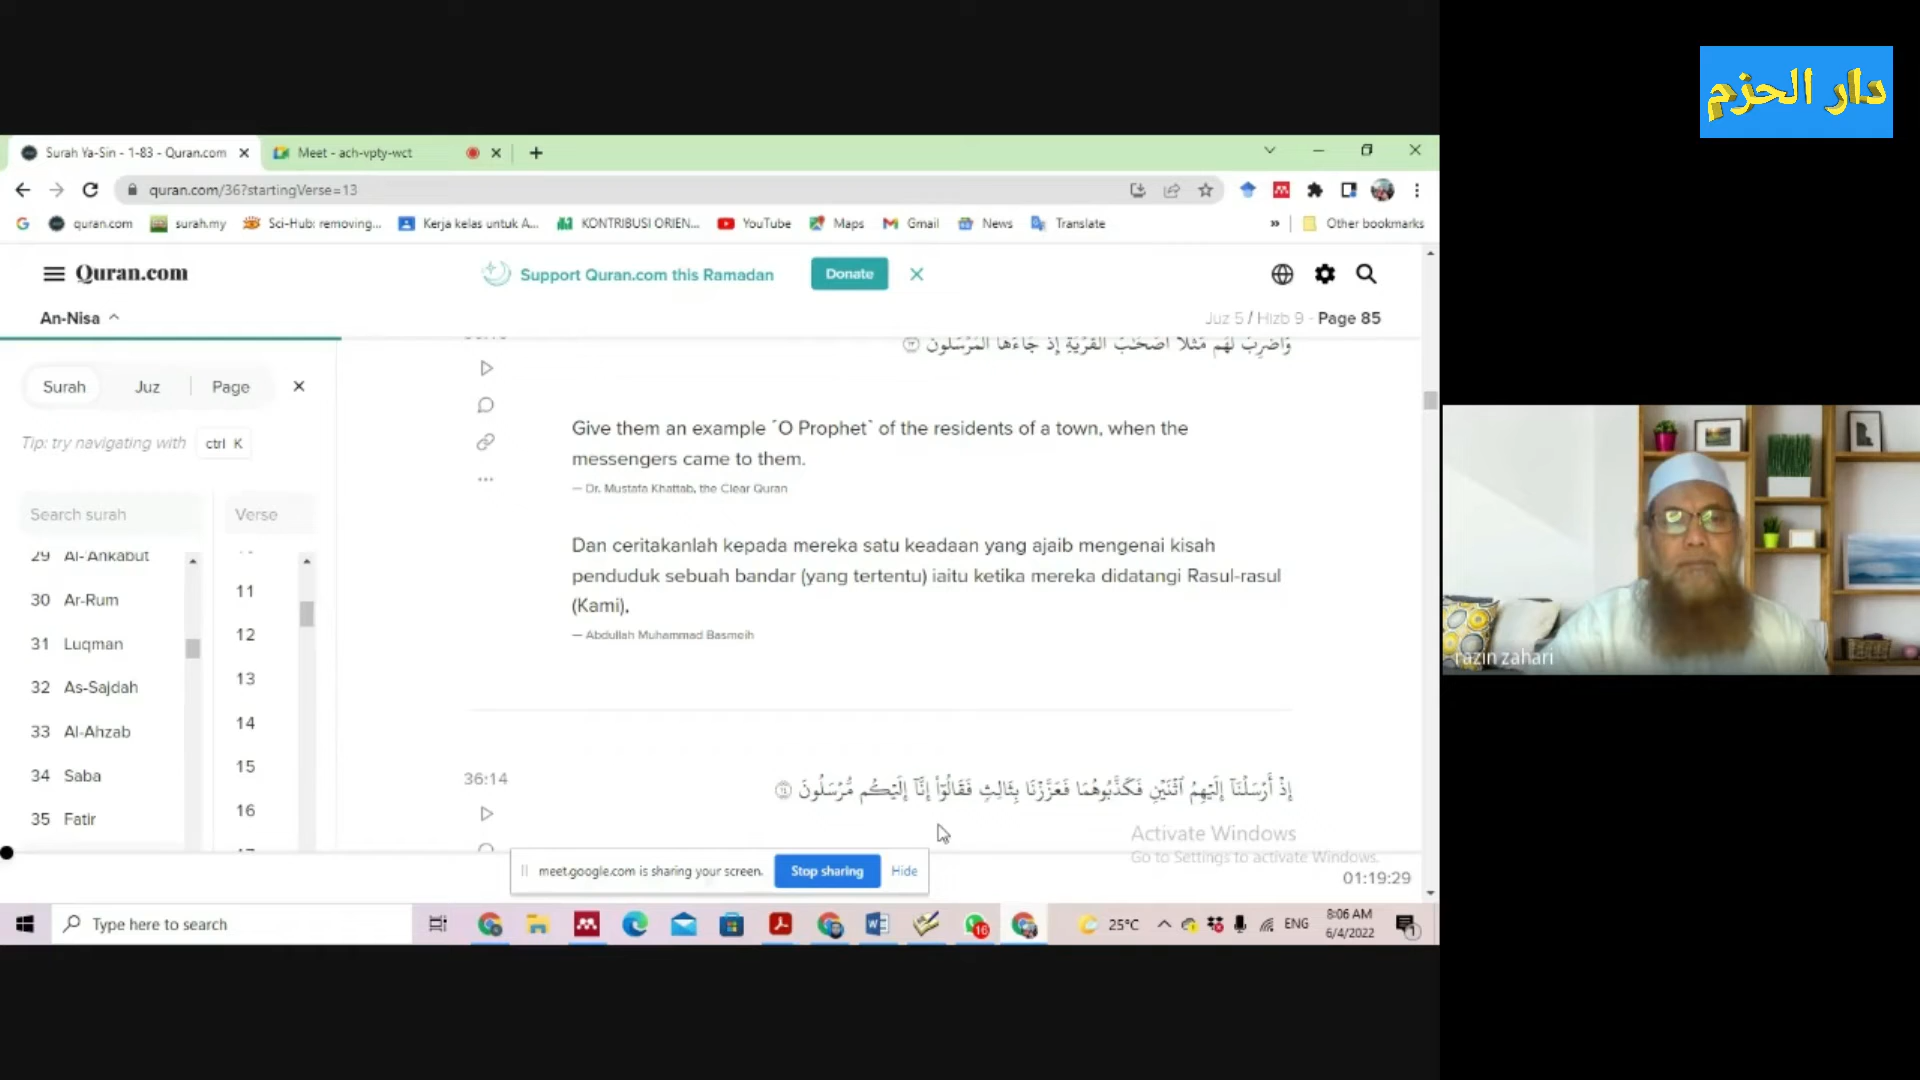 دار الحزم
Surah Ya-Sin - 1-83 - Quran.com
Meet - ach-vpty-wct
quran.com/36?startingVerse=13
quran.com
surah.my
Sci-Hub: removing...
Kerja kelas untuk A...
KONTRIBUSI ORIEN...
YouTube
Maps
Gmail
News
Translate
»
Other bookmarks
Quran.com
Support Quran.com this Ramadan
Donate
An-Nisa
Juz 5 / Hizb 9 - Page 85
Surah
Juz
Page
Tip: try navigating with ctrl K
Search surah
Verse
29 Al-'Ankabut
30 Ar-Rum
31 Luqman
32 As-Sajdah
33 Al-Ahzab
34 Saba
35 Fatir
11
12
13
14
15
16
وَٱضْرِبْ لَهُم مَّثَلًا أَصْحَـٰبَ ٱلْقَرْيَةِ إِذْ جَآءَهَا ٱلْمُرْسَلُونَ ١٣
Give them an example ˹O Prophet˺ of the residents of a town, when the
messengers came to them.
— Dr. Mustafa Khattab, the Clear Quran
Dan ceritakanlah kepada mereka satu keadaan yang ajaib mengenai kisah
penduduk sebuah bandar (yang tertentu) iaitu ketika mereka didatangi Rasul-rasul
(Kami),
— Abdullah Muhammad Basmeih
36:14
إِذْ أَرْسَلْنَآ إِلَيْهِمُ ٱثْنَيْنِ فَكَذَّبُوهُمَا فَعَزَّزْنَا بِثَالِثٍ فَقَالُوٓا۟ إِنَّآ إِلَيْكُم مُّرْسَلُونَ ١٤
Activate Windows
Go to Settings to activate Windows.
01:19:29
meet.google.com is sharing your screen.
Stop sharing
Hide
Type here to search
16
25°C
ENG
8:06 AM
6/4/2022
1
razin zahari